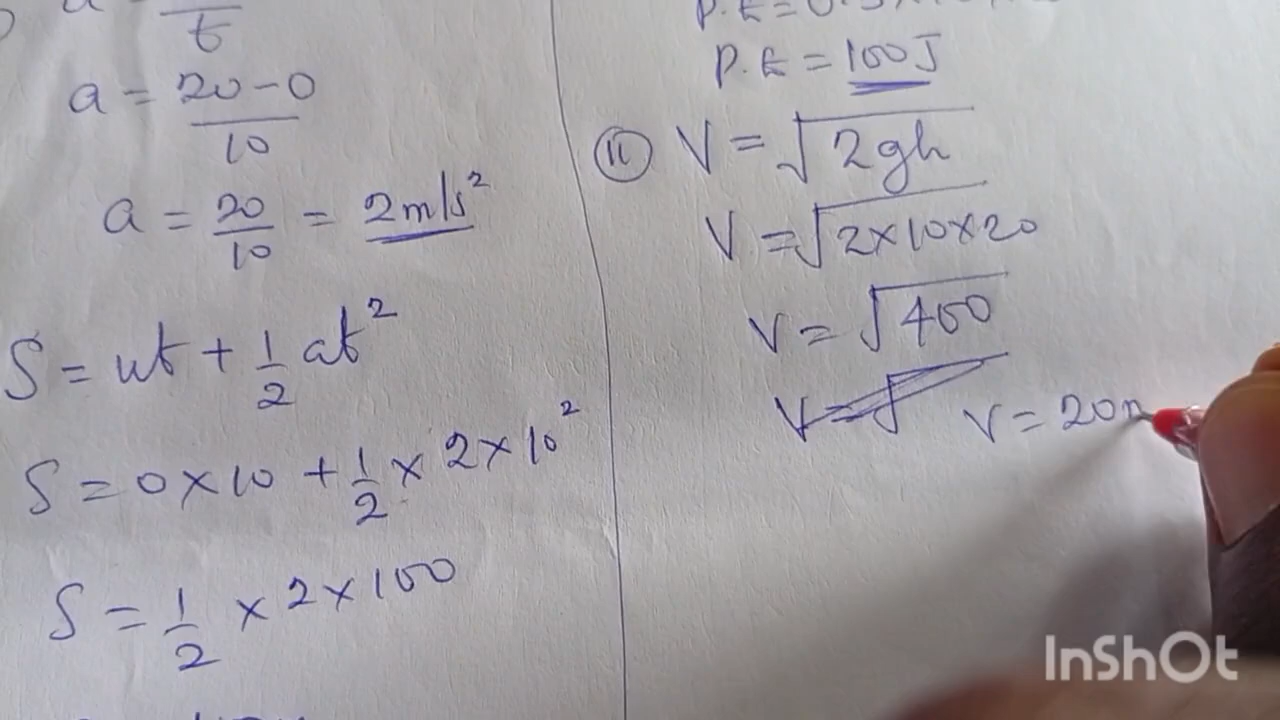 t
a = 20 - 0
10
a = 20 = 2m/s²
10
S = ut + 1 at²
2
S = 0 × 10 + 1 × 2 × 10²
2
S = 1 × 2 × 100
2
P.E = 100J
(ii) V = √2gh
V = √2×10×20
V = √400
V = √ V = 20m
InShOt